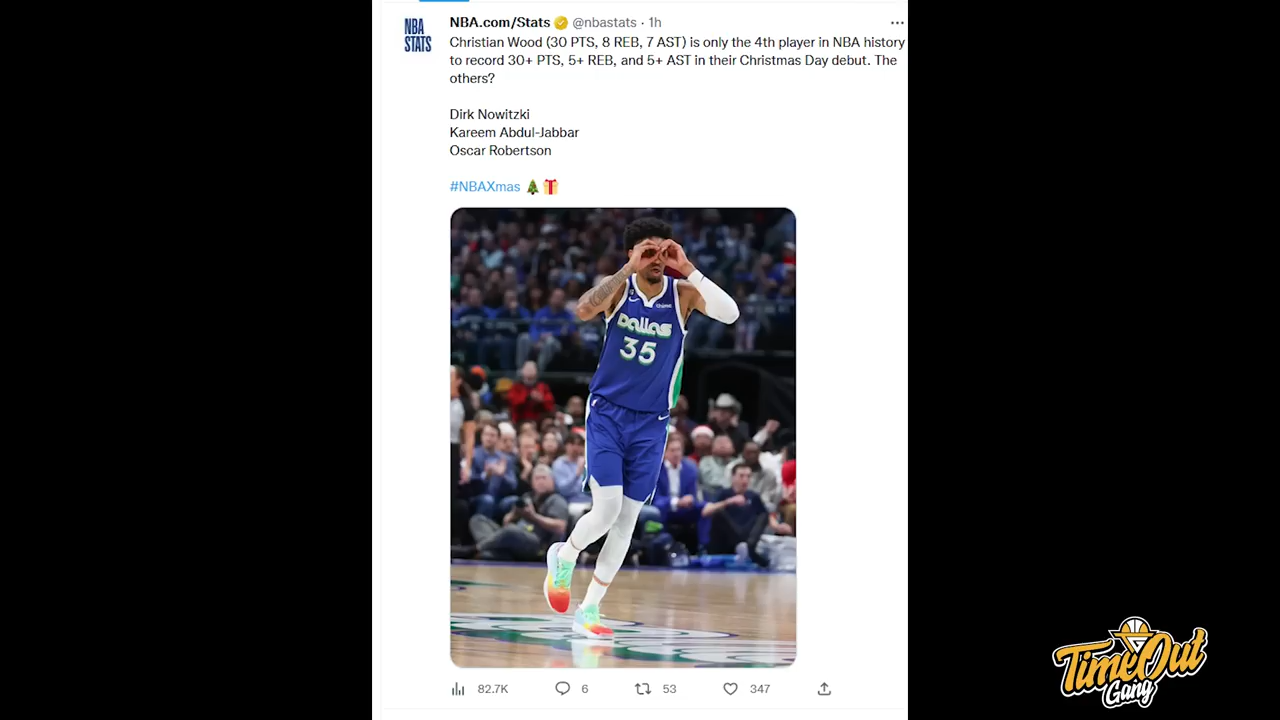 NBA
STATS
NBA.com/Stats @nbastats · 1h
Christian Wood (30 PTS, 8 REB, 7 AST) is only the 4th player in NBA history
to record 30+ PTS, 5+ REB, and 5+ AST in their Christmas Day debut. The
others?
Dirk Nowitzki
Kareem Abdul-Jabbar
Oscar Robertson
#NBAXmas 🎄🎁
chime
Dallas
35
82.7K 6 53 347
TimeOut
Gang